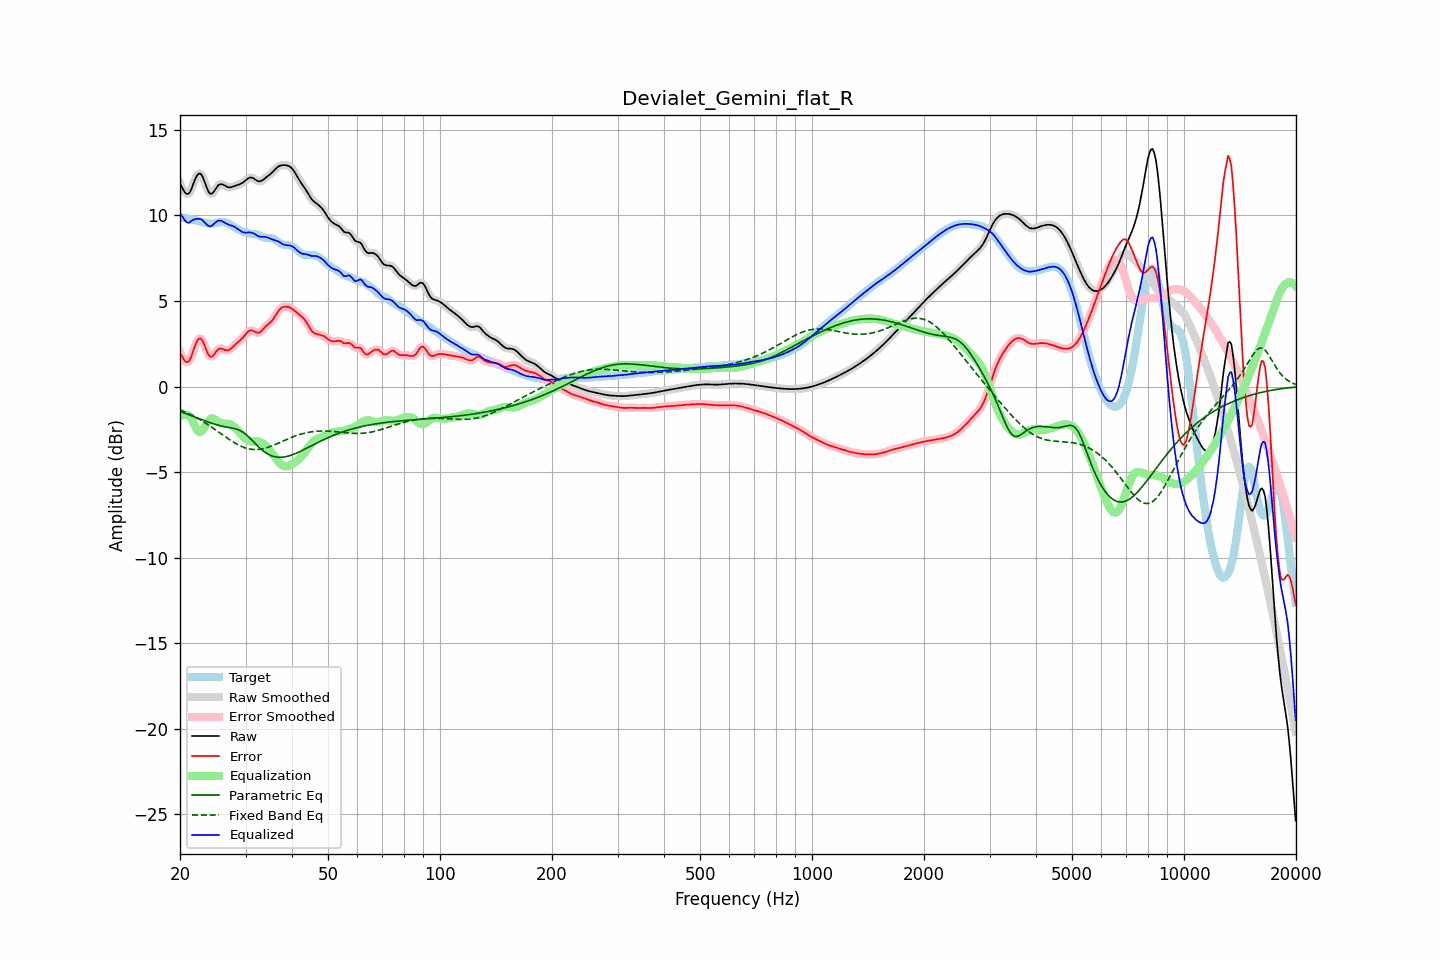 Devialet_Gemini_flat_R
15
10
5
0
−5
−10
−15
−20
−25
Amplitude (dBr)
Target
Raw Smoothed
Error Smoothed
Raw
Error
Equalization
Parametric Eq
Fixed Band Eq
Equalized
20 50 100 200 500 1000 2000 5000 10000 20000
Frequency (Hz)